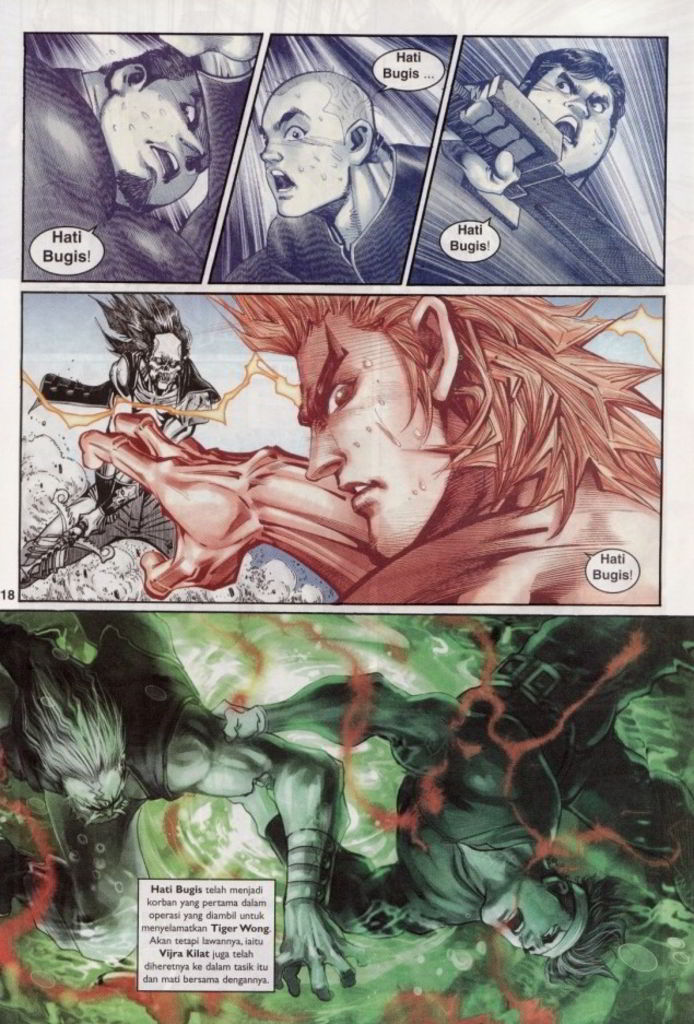 Hati
Bugis!
Hati
Bugis ...
Hati
Bugis!
Hati
Bugis!
18
Hati Bugis telah menjadi
korban yang pertama dalam
operasi yang diambil untuk
menyelamatkan Tiger Wong.
Akan tetapi lawannya, iaitu
Vijra Kilat juga telah
diheretnya ke dalam tasik itu
dan mati bersama dengannya.